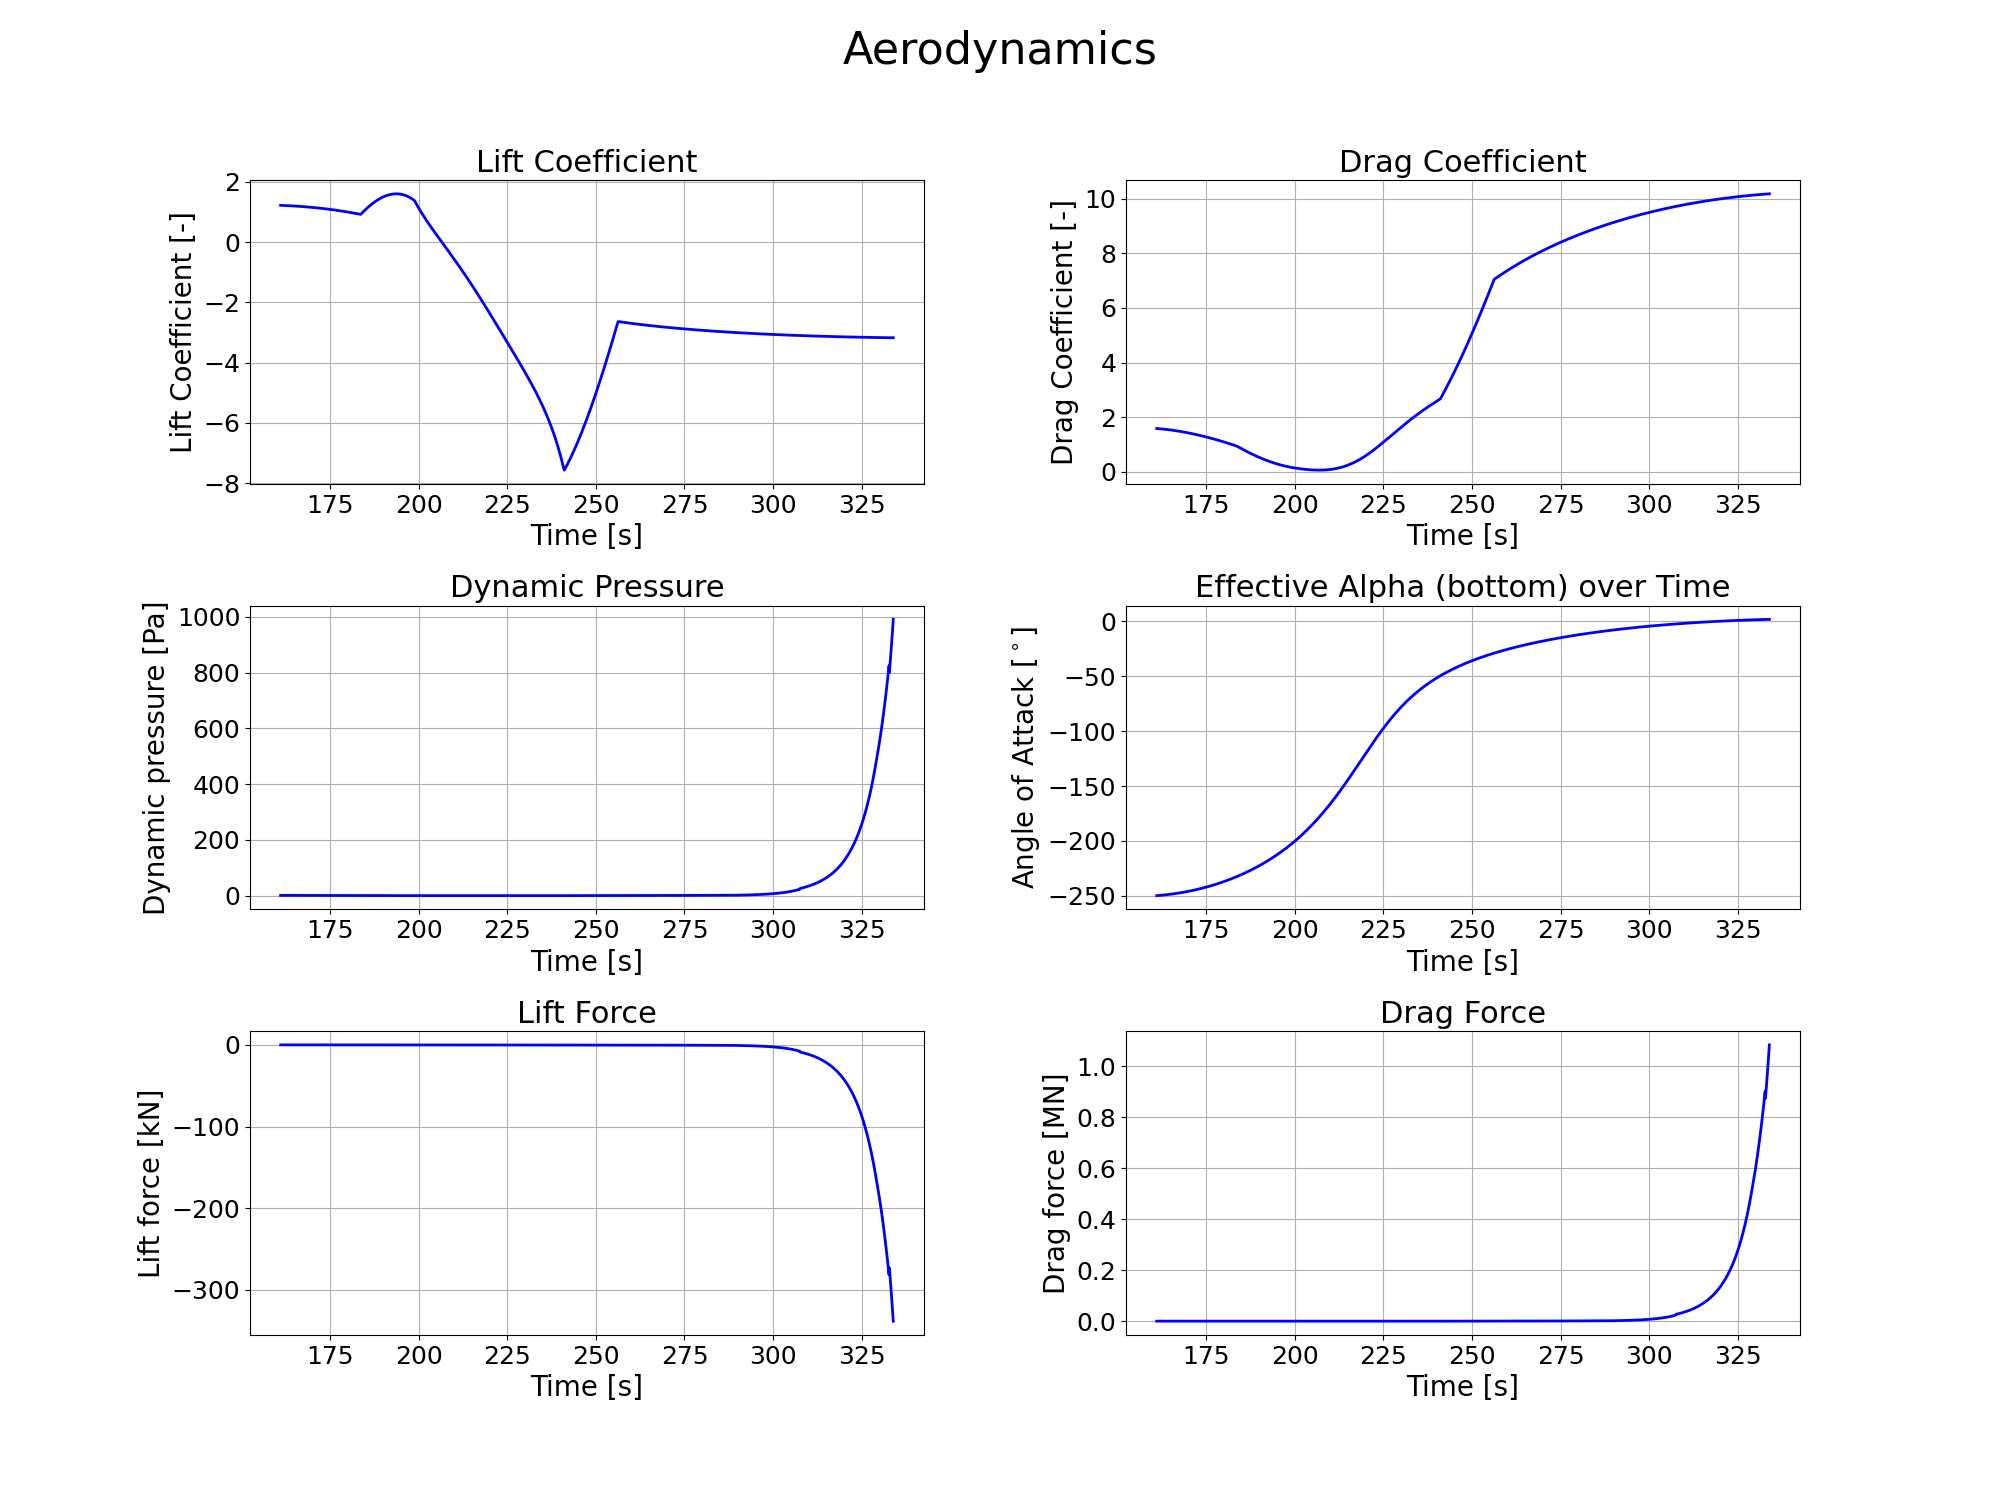 Aerodynamics
Lift Coefficient
Lift Coefficient [-]
2
0
−2
−4
−6
−8
175 200 225 250 275 300 325
Time [s]
Drag Coefficient
Drag Coefficient [-]
10
8
6
4
2
0
175 200 225 250 275 300 325
Time [s]
Dynamic Pressure
Dynamic pressure [Pa]
1000
800
600
400
200
0
175 200 225 250 275 300 325
Time [s]
Effective Alpha (bottom) over Time
Angle of Attack [°]
0
−50
−100
−150
−200
−250
175 200 225 250 275 300 325
Time [s]
Lift Force
Lift force [kN]
0
−100
−200
−300
175 200 225 250 275 300 325
Time [s]
Drag Force
Drag force [MN]
1.0
0.8
0.6
0.4
0.2
0.0
175 200 225 250 275 300 325
Time [s]